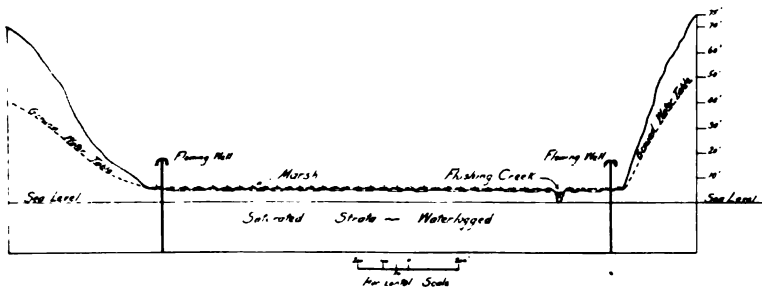 75'
70'
60'
50'
40'
30'
20'
10'
Ground Water Table
Ground Water Table
Flowing Well
Flowing Well
Marsh
Flushing Creek
Sea Level
Sea Level
Saturated Strata — Waterlogged
Horizontal Scale